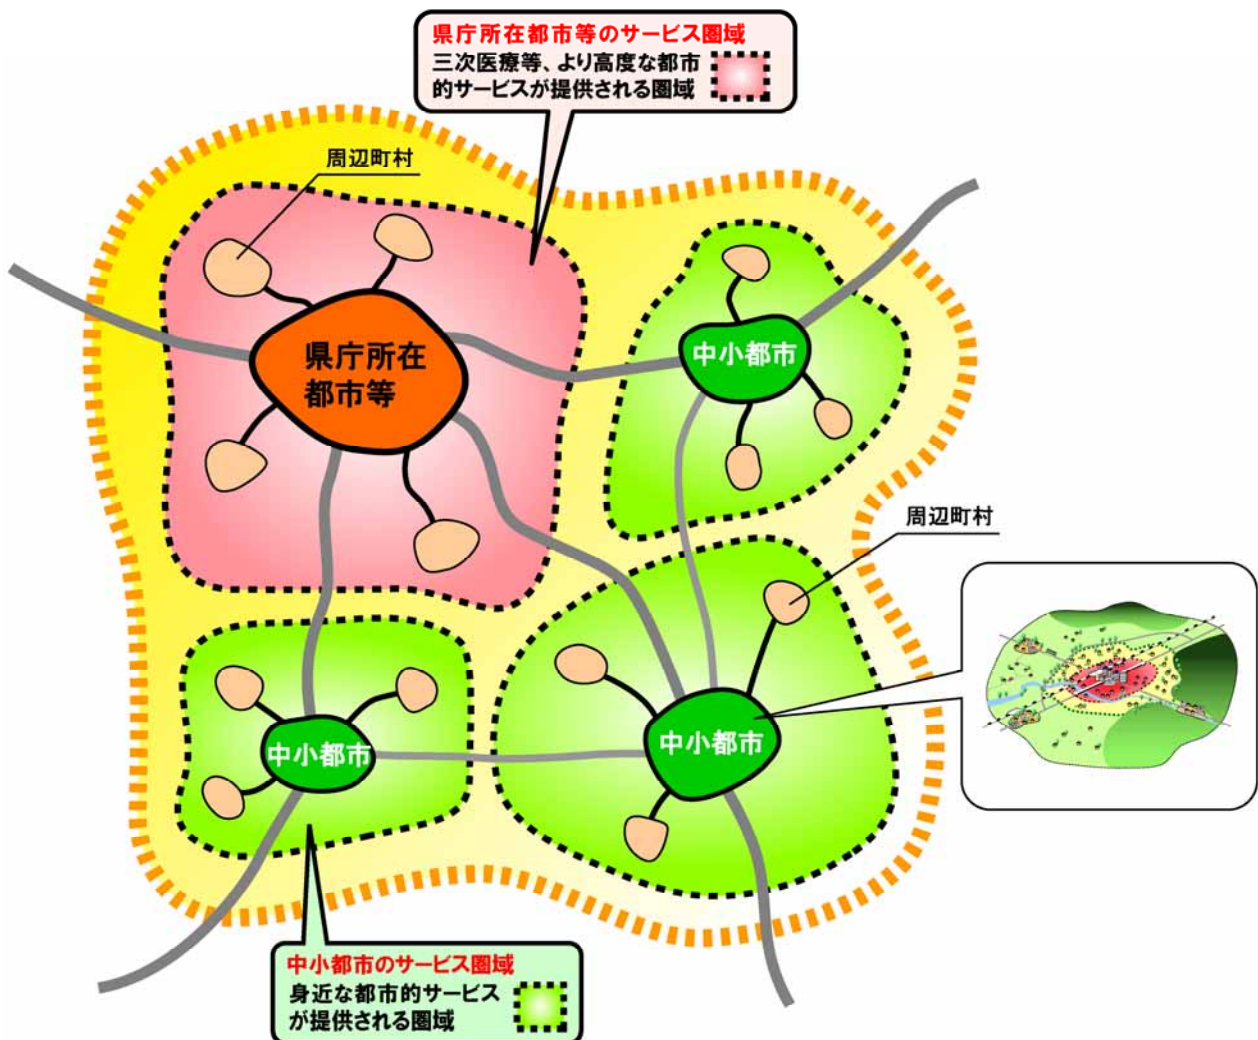 県庁所在都市等のサービス圏域
三次医療等、より高度な都市
的サービスが提供される圏域
周辺町村
県庁所在
都市等
中小都市
周辺町村
中小都市
中小都市
中小都市のサービス圏域
身近な都市的サービス
が提供される圏域